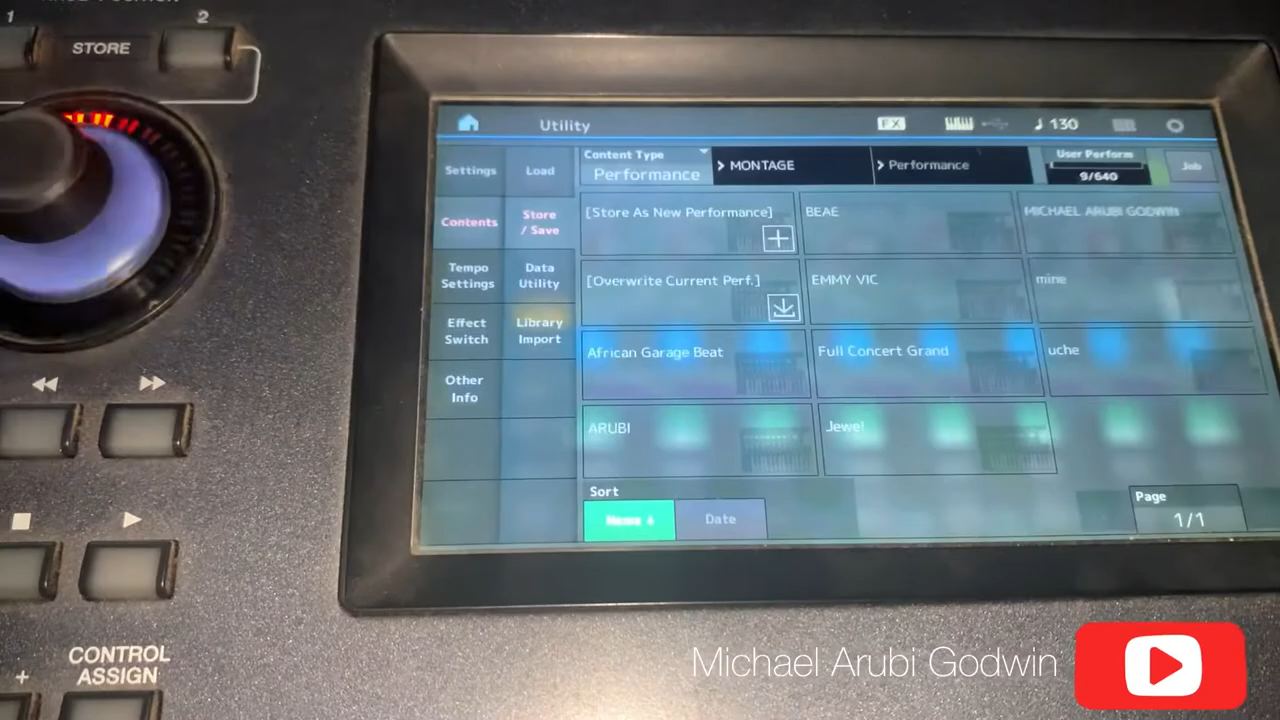 1
2
STORE
Utility
FX
130
Settings
Load
Content Type
Performance
MONTAGE
Performance
User Perform
9/640
Job
Contents
Store
/ Save
[Store As New Performance]
BEAE
MICHAEL ARUBI GODWIN
Tempo
Settings
Data
Utility
[Overwrite Current Perf.]
EMMY VIC
mine
Effect
Switch
Library
Import
African Garage Beat
Full Concert Grand
uche
Other
Info
ARUBI
Jewel
Sort
Name
Date
Page
1/1
CONTROL
ASSIGN
+
Michael Arubi Godwin